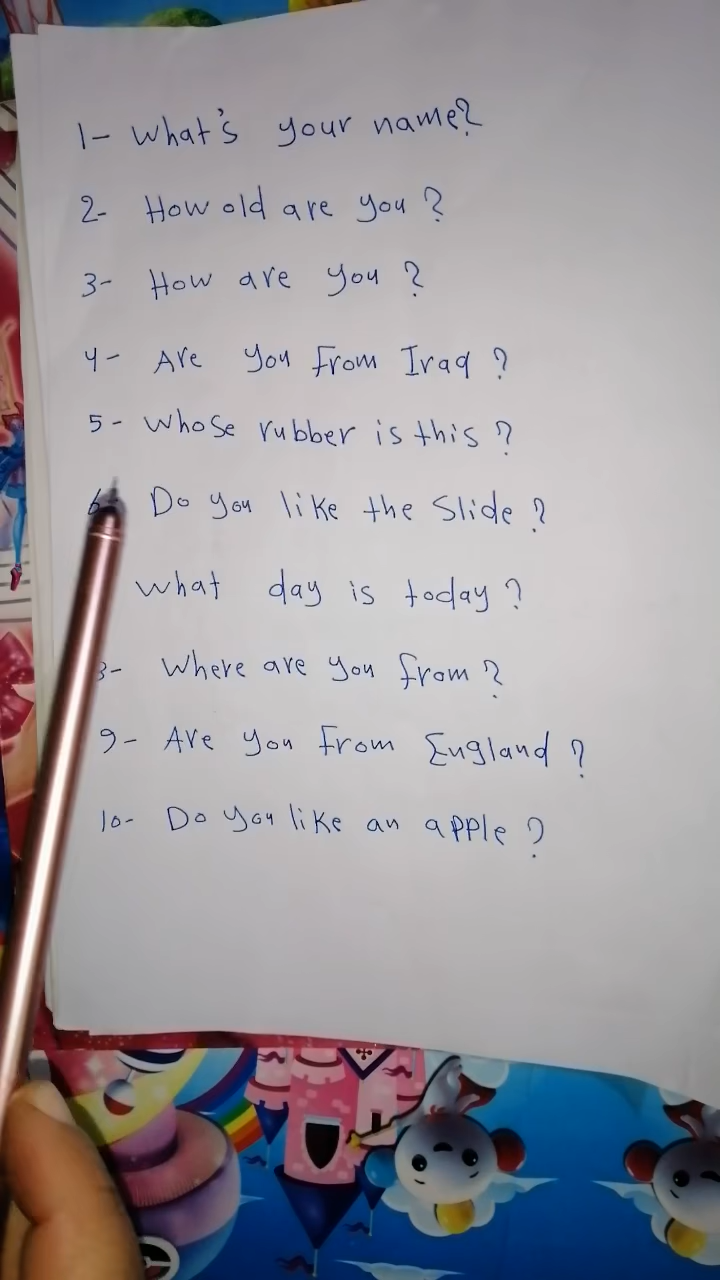 1- What's your name?
2- How old are you?
3- How are you?
4- Are you from Iraq?
5- Whose rubber is this?
6- Do you like the Slide?
What day is today?
8- Where are you from?
9- Are you from England?
10- Do you like an apple?